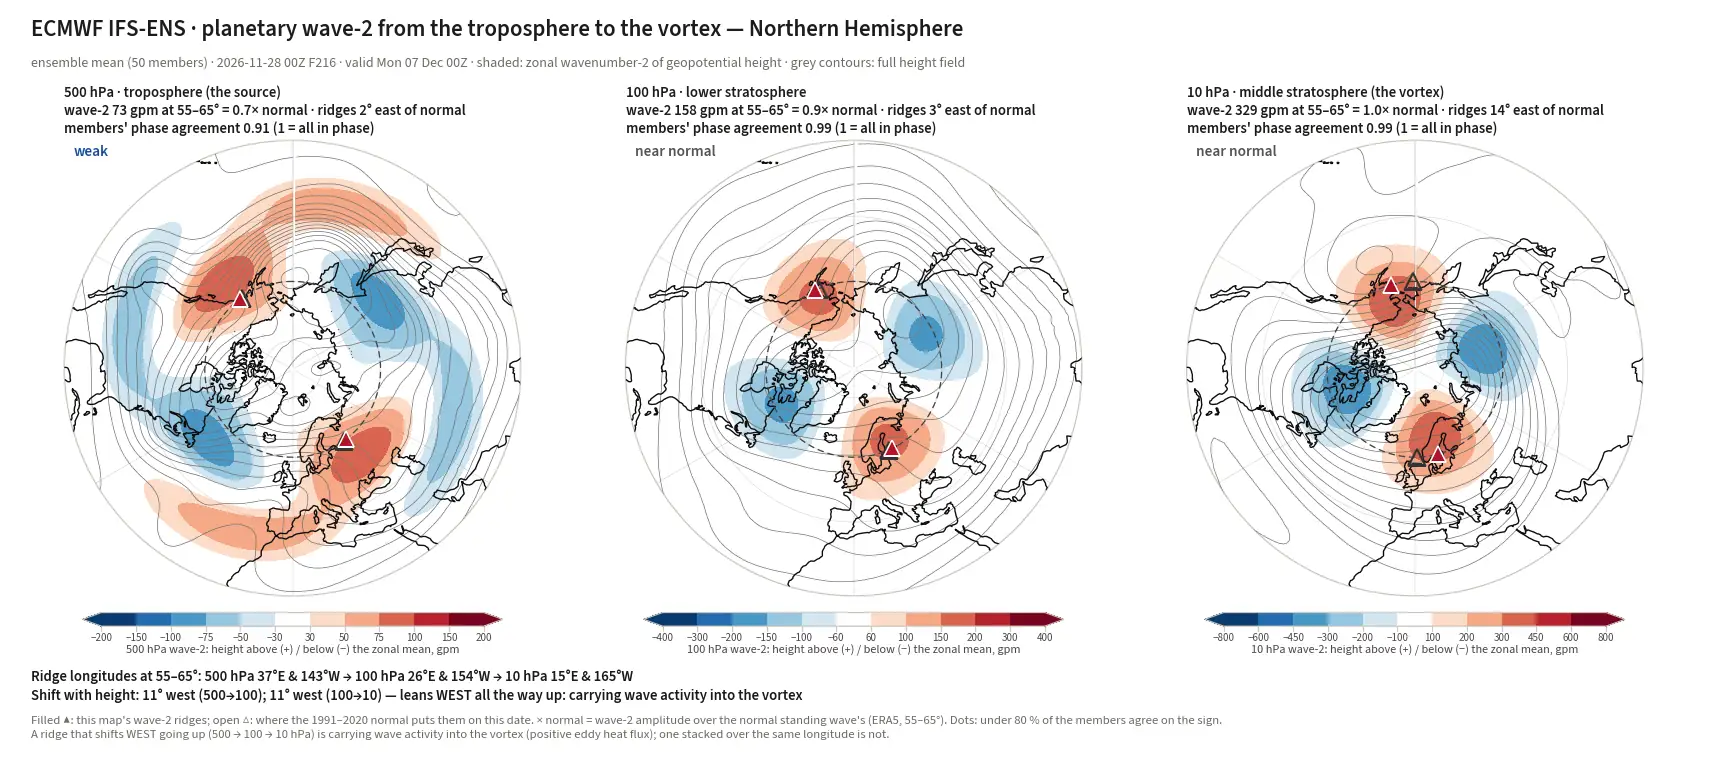 ECMWF IFS-ENS · planetary wave-2 from the troposphere to the vortex — Northern Hemisphere
ensemble mean (50 members) · 2026-11-28 00Z F216 · valid Mon 07 Dec 00Z · shaded: zonal wavenumber-2 of geopotential height · grey contours: full height field
500 hPa · troposphere (the source)
wave-2 73 gpm at 55–65° = 0.7× normal · ridges 2° east of normal
members' phase agreement 0.91 (1 = all in phase)
weak
100 hPa · lower stratosphere
wave-2 158 gpm at 55–65° = 0.9× normal · ridges 3° east of normal
members' phase agreement 0.99 (1 = all in phase)
near normal
10 hPa · middle stratosphere (the vortex)
wave-2 329 gpm at 55–65° = 1.0× normal · ridges 14° east of normal
members' phase agreement 0.99 (1 = all in phase)
near normal
−200 −150 −100 −75 −50 −30 30 50 75 100 150 200
500 hPa wave-2: height above (+) / below (−) the zonal mean, gpm
−400 −300 −200 −150 −100 −60 60 100 150 200 300 400
100 hPa wave-2: height above (+) / below (−) the zonal mean, gpm
−800 −600 −450 −300 −200 −100 100 200 300 450 600 800
10 hPa wave-2: height above (+) / below (−) the zonal mean, gpm
Ridge longitudes at 55–65°: 500 hPa 37°E & 143°W → 100 hPa 26°E & 154°W → 10 hPa 15°E & 165°W
Shift with height: 11° west (500→100); 11° west (100→10) — leans WEST all the way up: carrying wave activity into the vortex
Filled ▲: this map's wave-2 ridges; open △: where the 1991–2020 normal puts them on this date. × normal = wave-2 amplitude over the normal standing wave's (ERA5, 55–65°). Dots: under 80 % of the members agree on the sign.
A ridge that shifts WEST going up (500 → 100 → 10 hPa) is carrying wave activity into the vortex (positive eddy heat flux); one stacked over the same longitude is not.